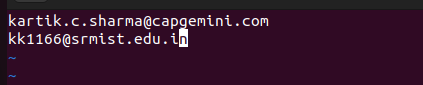 kartik.c.sharma@capgemini.com
kk1166@srmist.edu.in
~
~